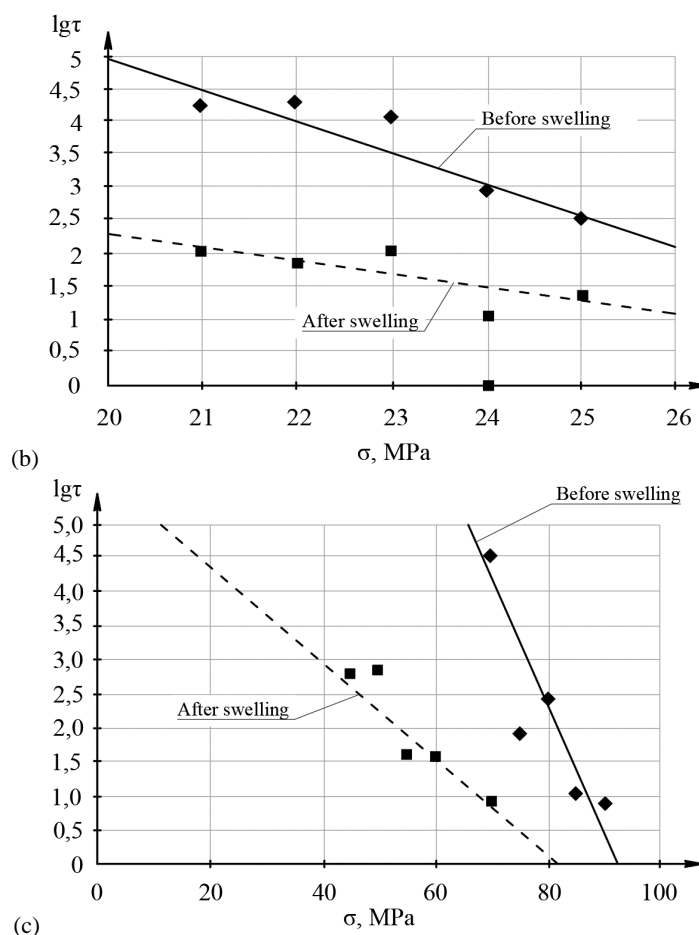 lgτ
5
4,5
4
3,5
3
2,5
2
1,5
1
0,5
0
Before swelling
After swelling
20 21 22 23 24 25 26
σ, MPa
(b)
lgτ
5,0
4,5
4,0
3,5
3,0
2,5
2,0
1,5
1,0
0,5
0
Before swelling
After swelling
0 20 40 60 80 100
σ, MPa
(c)